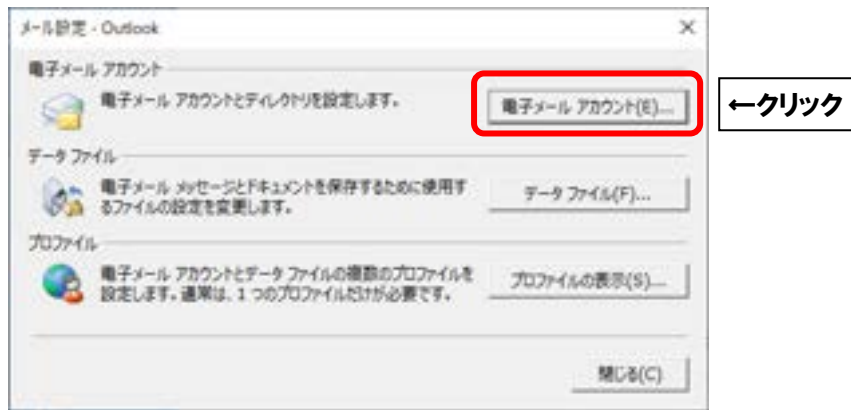 メール設定 - Outlook
電子メール アカウント
電子メール アカウントとディレクトリを設定します。
電子メール アカウント(E)...
←クリック
データ ファイル
電子メール メッセージとドキュメントを保存するために使用す
るファイルの設定を変更します。
データ ファイル(F)...
プロファイル
電子メール アカウントとデータ ファイルの複数のプロファイルを
設定します。通常は、1 つのプロファイルだけが必要です。
プロファイルの表示(S)...
閉じる(C)